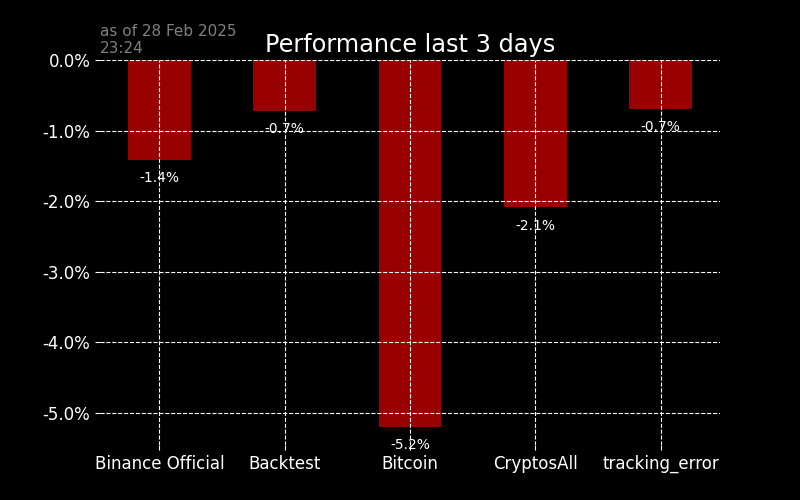 as of 28 Feb 2025
23:24
Performance last 3 days
0.0%
-1.0%
-2.0%
-3.0%
-4.0%
-5.0%
-1.4%
-0.7%
-5.2%
-2.1%
-0.7%
Binance Official
Backtest
Bitcoin
CryptosAll
tracking_error